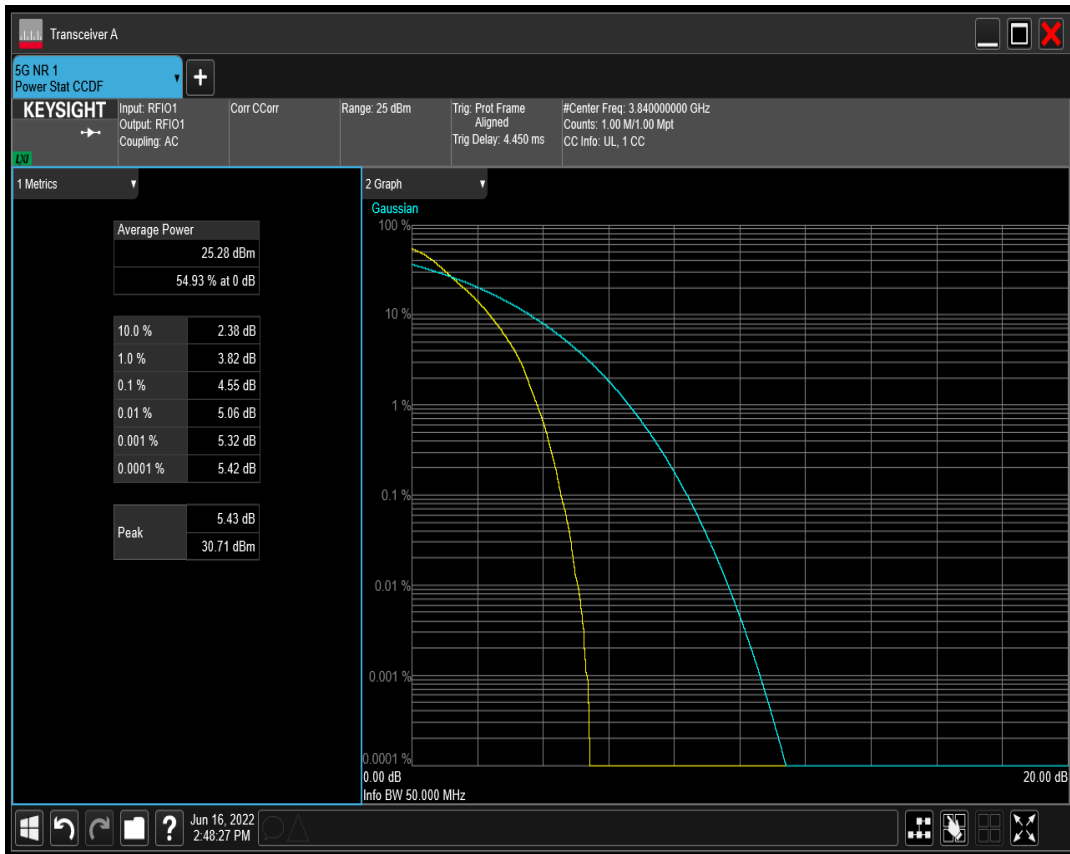 Transceiver A
5G NR 1
Power Stat CCDF
+
KEYSIGHT
LXI
Input: RFIO1
Output: RFIO1
Coupling: AC
Corr CCorr
Range: 25 dBm
Trig: Prot Frame
Aligned
Trig Delay: 4.450 ms
#Center Freq: 3.840000000 GHz
Counts: 1.00 M/1.00 Mpt
CC Info: UL, 1 CC
1 Metrics
Average Power
25.28 dBm
54.93 % at 0 dB
10.0 % 2.38 dB
1.0 % 3.82 dB
0.1 % 4.55 dB
0.01 % 5.06 dB
0.001 % 5.32 dB
0.0001 % 5.42 dB
Peak
5.43 dB
30.71 dBm
2 Graph
Gaussian
100 %
10 %
1 %
0.1 %
0.01 %
0.001 %
0.0001 %
0.00 dB 20.00 dB
Info BW 50.000 MHz
?
Jun 16, 2022
2:48:27 PM